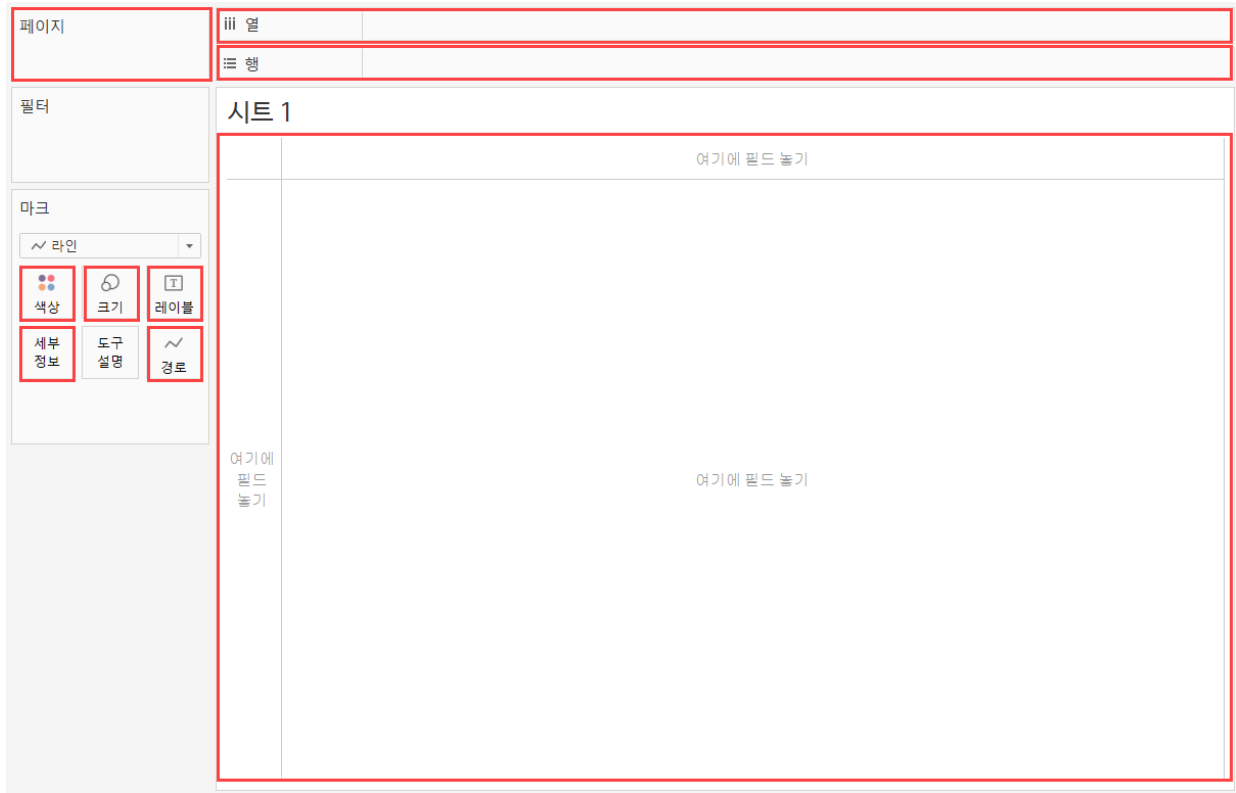 페이지
열
행
필터
시트 1
여기에 필드 놓기
마크
라인
색상
크기
T
레이블
세부
정보
도구
설명
경로
여기에
필드
놓기
여기에 필드 놓기